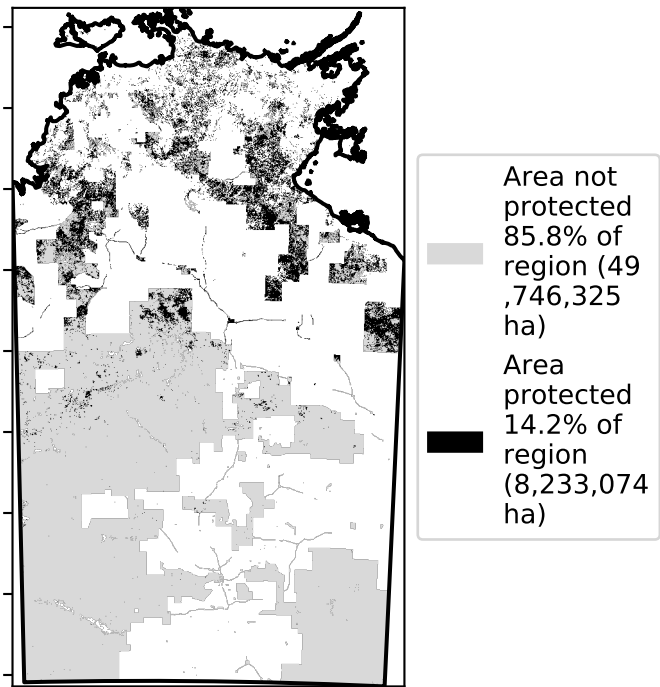 Area not
protected
85.8% of
region (49
,746,325
ha)
Area
protected
14.2% of
region
(8,233,074
ha)